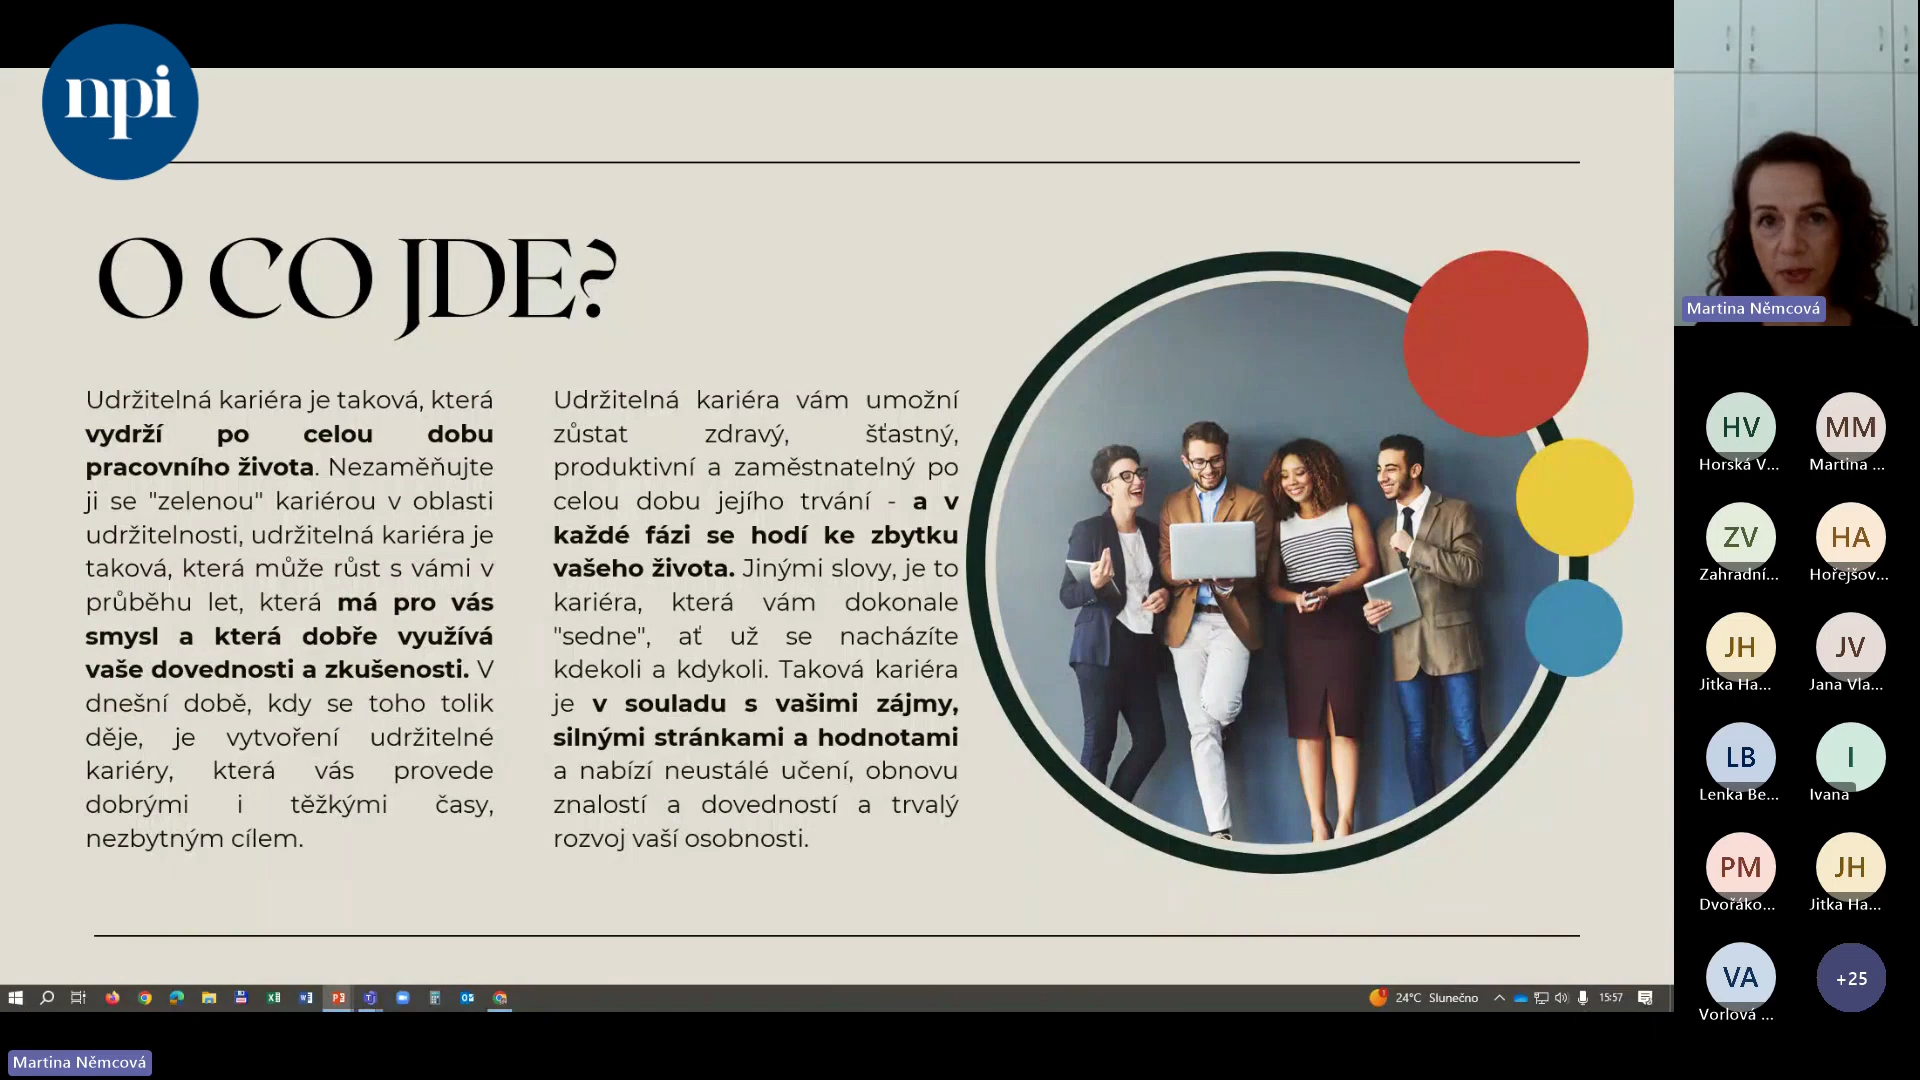 npi
O CO JDE?
Udržitelná kariéra je taková, která
vydrží po celou dobu
pracovního života. Nezaměňujte
ji se "zelenou" kariérou v oblasti
udržitelnosti, udržitelná kariéra je
taková, která může růst s vámi v
průběhu let, která má pro vás
smysl a která dobře využívá
vaše dovednosti a zkušenosti. V
dnešní době, kdy se toho tolik
děje, je vytvoření udržitelné
kariéry, která vás provede
dobrými i těžkými časy,
nezbytným cílem.
Udržitelná kariéra vám umožní
zůstat zdravý, šťastný,
produktivní a zaměstnatelný po
celou dobu jejího trvání - a v
každé fázi se hodí ke zbytku
vašeho života. Jinými slovy, je to
kariéra, která vám dokonale
"sedne", ať už se nacházíte
kdekoli a kdykoli. Taková kariéra
je v souladu s vašimi zájmy,
silnými stránkami a hodnotami
a nabízí neustálé učení, obnovu
znalostí a dovedností a trvalý
rozvoj vaší osobnosti.
24°C Slunečno
15:57
Martina Němcová
Martina Němcová
HV
Horská V...
MM
Martina ...
ZV
Zahradní...
HA
Hořejšov...
JH
Jitka Ha...
JV
Jana Vla...
LB
Lenka Be...
I
Ivana
PM
Dvořáko...
JH
Jitka Ha...
VA
Vorlová ...
+25